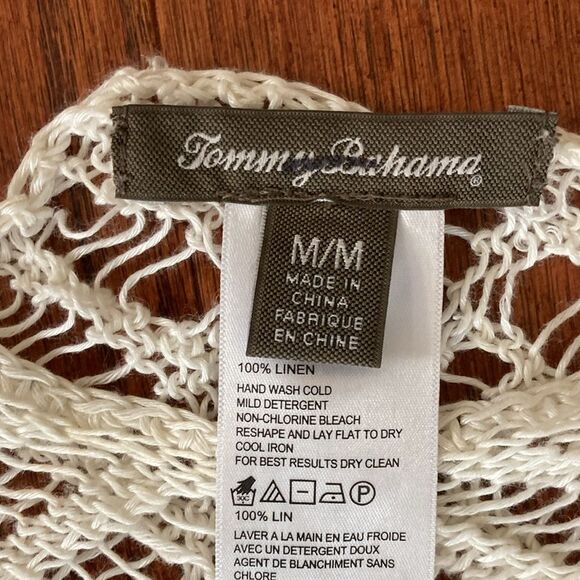 Tommy Bahama®
M/M
MADE IN
CHINA
FABRIQUE
EN CHINE
100% LINEN
HAND WASH COLD
MILD DETERGENT
NON-CHLORINE BLEACH
RESHAPE AND LAY FLAT TO DRY
COOL IRON
FOR BEST RESULTS DRY CLEAN
P
100% LIN
LAVER A LA MAIN EN EAU FROIDE
AVEC UN DETERGENT DOUX
AGENT DE BLANCHIMENT SANS
CHLORE